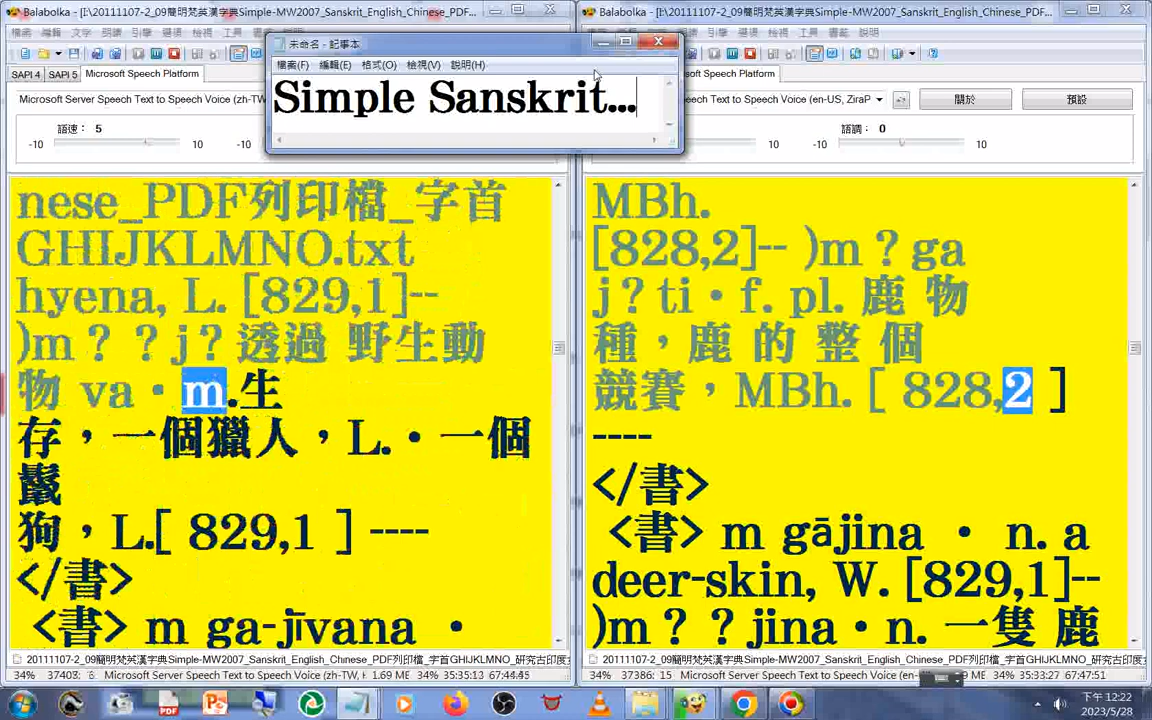 Balabolka - [I:\20111107-2_09簡明梵英漢字典Simple-MW2007_Sanskrit_English_Chinese_PDF...
檔案 編輯 文字 朗讀
SAPI 4 SAPI 5 Microsoft Speech Platform
Microsoft Server Speech Text to Speech Voice (zh-TW,
語速： 5
-10 10 -10
未命名 - 記事本
檔案(F) 編輯(E) 格式(O) 檢視(V) 說明(H)
Simple Sanskrit...
nese_PDF列印檔_字首
GHIJKLMNO.txt
hyena, L. [829,1]--
)m？？j？透過 野生動
物 va・m.生
存，一個獵人，L.・一個
鬣
狗，L.[ 829,1 ] ----
</書>
<書> m ga-jīvana ・
20111107-2_09簡明梵英漢字典Simple-MW2007_Sanskrit_English_Chinese_PDF列印檔_字首GHIJKLMNO_研究古印度
34% 37403: Microsoft Server Speech Text to Speech Voice (zh-TW, 1.69 MB 34% 35:35:13 67:44:45
Balabolka - [I:\20111107-2_09簡明梵英漢字典Simple-MW2007_Sanskrit_English_Chinese_PDF...
說明
ch Platform
ech Text to Speech Voice (en-US, ZiraP
關於 預設
語調： 0
10 -10 10
MBh.
[828,2]-- )m？ga
j？ti・f. pl. 鹿 物
種，鹿 的 整 個
競賽，MBh. [ 828,2 ]
----
</書>
<書> m gājina ・ n. a
deer-skin, W. [829,1]--
)m？？jina・n. 一隻 鹿
20111107-2_09簡明梵英漢字典Simple-MW2007_Sanskrit_English_Chinese_PDF列印檔_字首GHIJKLMNO_研究古印度
34% 37386: 15 Microsoft Server Speech Text to Speech Voice 34% 35:33:27 67:47:51
下午 12:22
2023/5/28